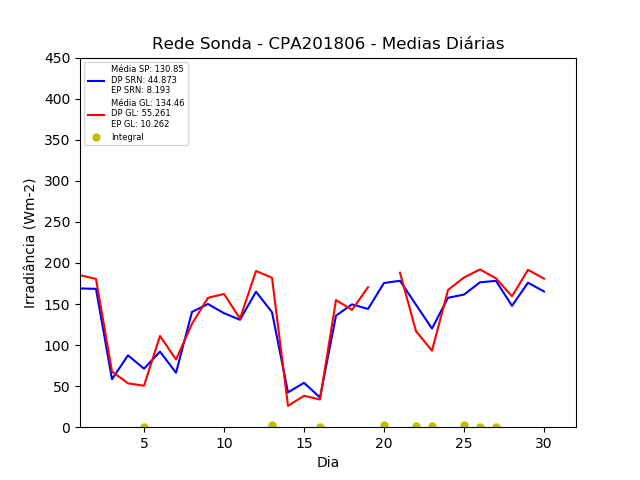 Rede Sonda - CPA201806 - Medias Diárias
450
400
350
300
250
200
150
100
50
0
Irradiância (Wm-2)
Média SP: 130.85
DP SRN: 44.873
EP SRN: 8.193
Média GL: 134.46
DP GL: 55.261
EP GL: 10.262
Integral
5 10 15 20 25 30
Dia